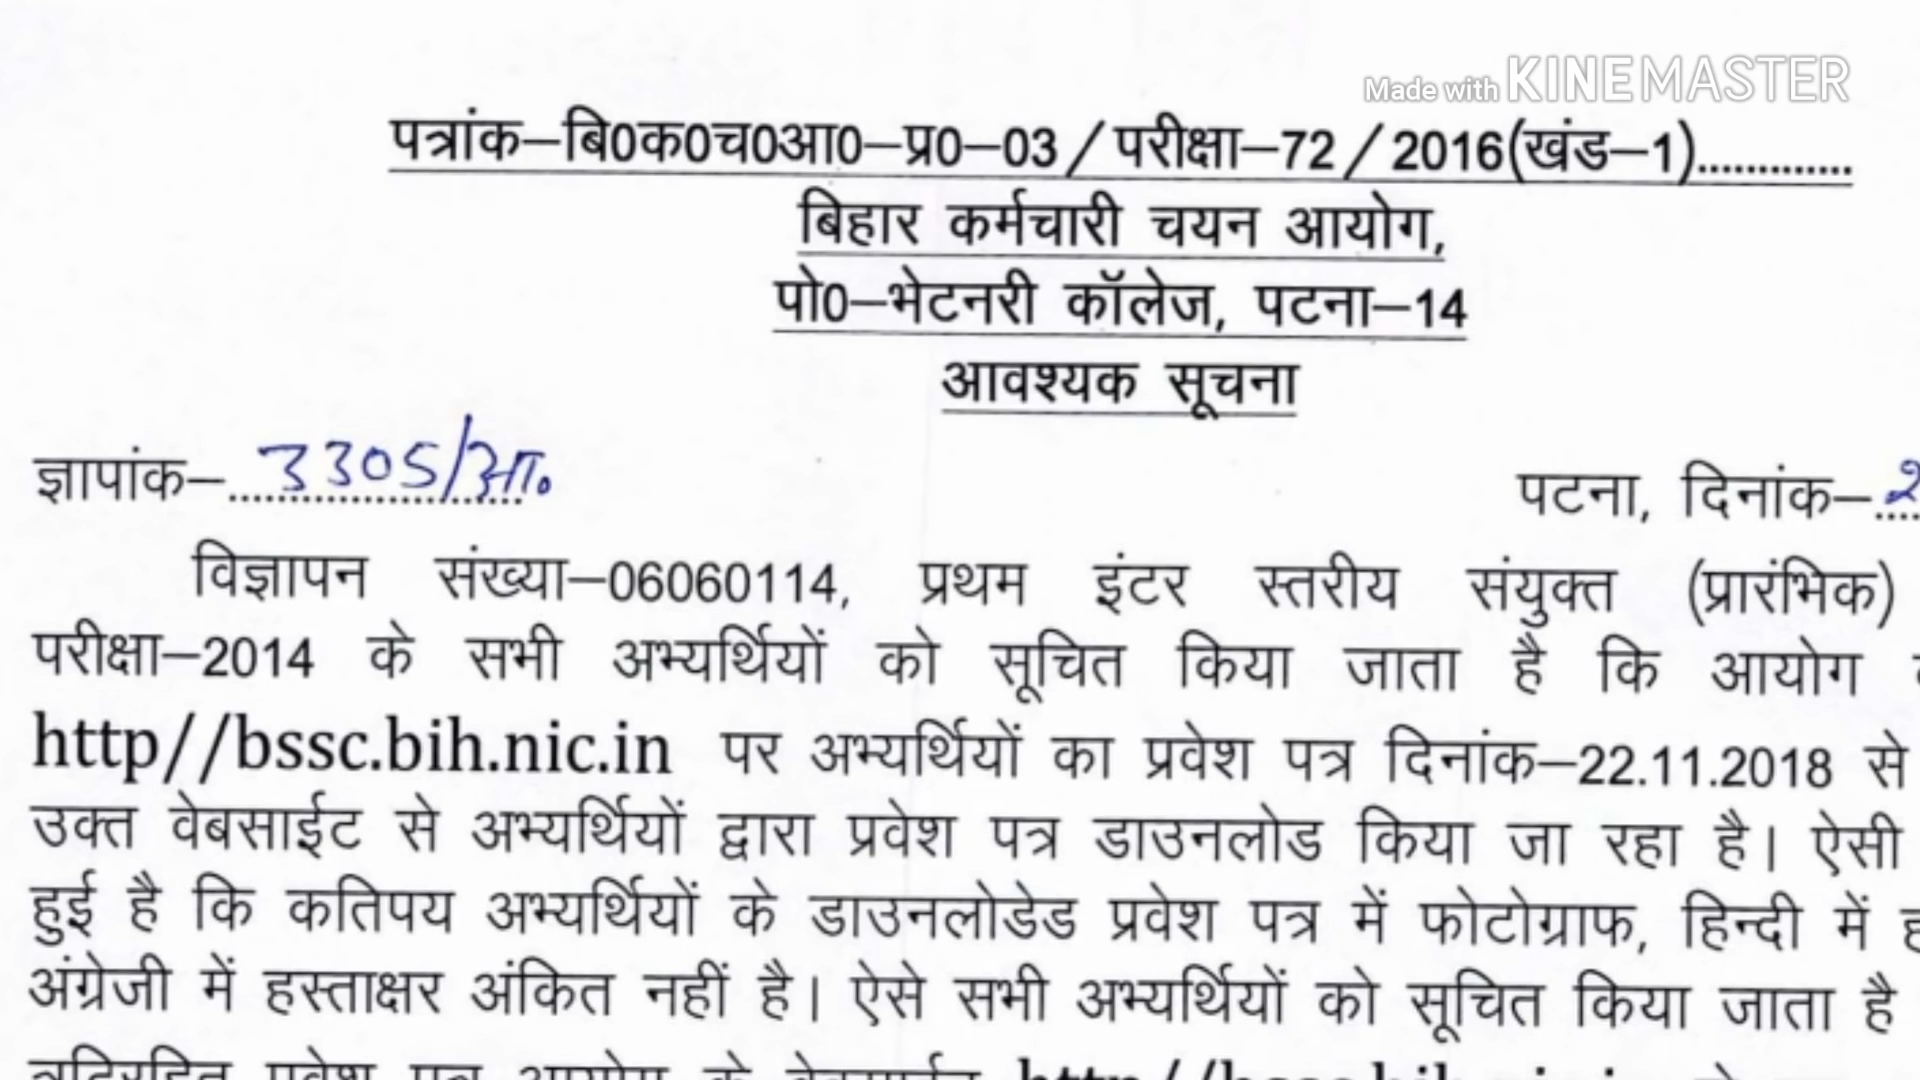 Made with KINEMASTER
पत्रांक–बि0क0च0आ0–प्र0–03/परीक्षा–72/2016(खंड–1).............
बिहार कर्मचारी चयन आयोग,
पो0–भेटनरी कॉलेज, पटना–14
आवश्यक सूचना
ज्ञापांक–3305/आ० पटना, दिनांक–
विज्ञापन संख्या–06060114, प्रथम इंटर स्तरीय संयुक्त (प्रारंभिक)
परीक्षा–2014 के सभी अभ्यर्थियों को सूचित किया जाता है कि आयोग
http//bssc.bih.nic.in पर अभ्यर्थियों का प्रवेश पत्र दिनांक–22.11.2018 से
उक्त वेबसाईट से अभ्यर्थियों द्वारा प्रवेश पत्र डाउनलोड किया जा रहा है। ऐसी
हुई है कि कतिपय अभ्यर्थियों के डाउनलोडेड प्रवेश पत्र में फोटोग्राफ, हिन्दी में
अंग्रेजी में हस्ताक्षर अंकित नहीं है। ऐसे सभी अभ्यर्थियों को सूचित किया जाता है